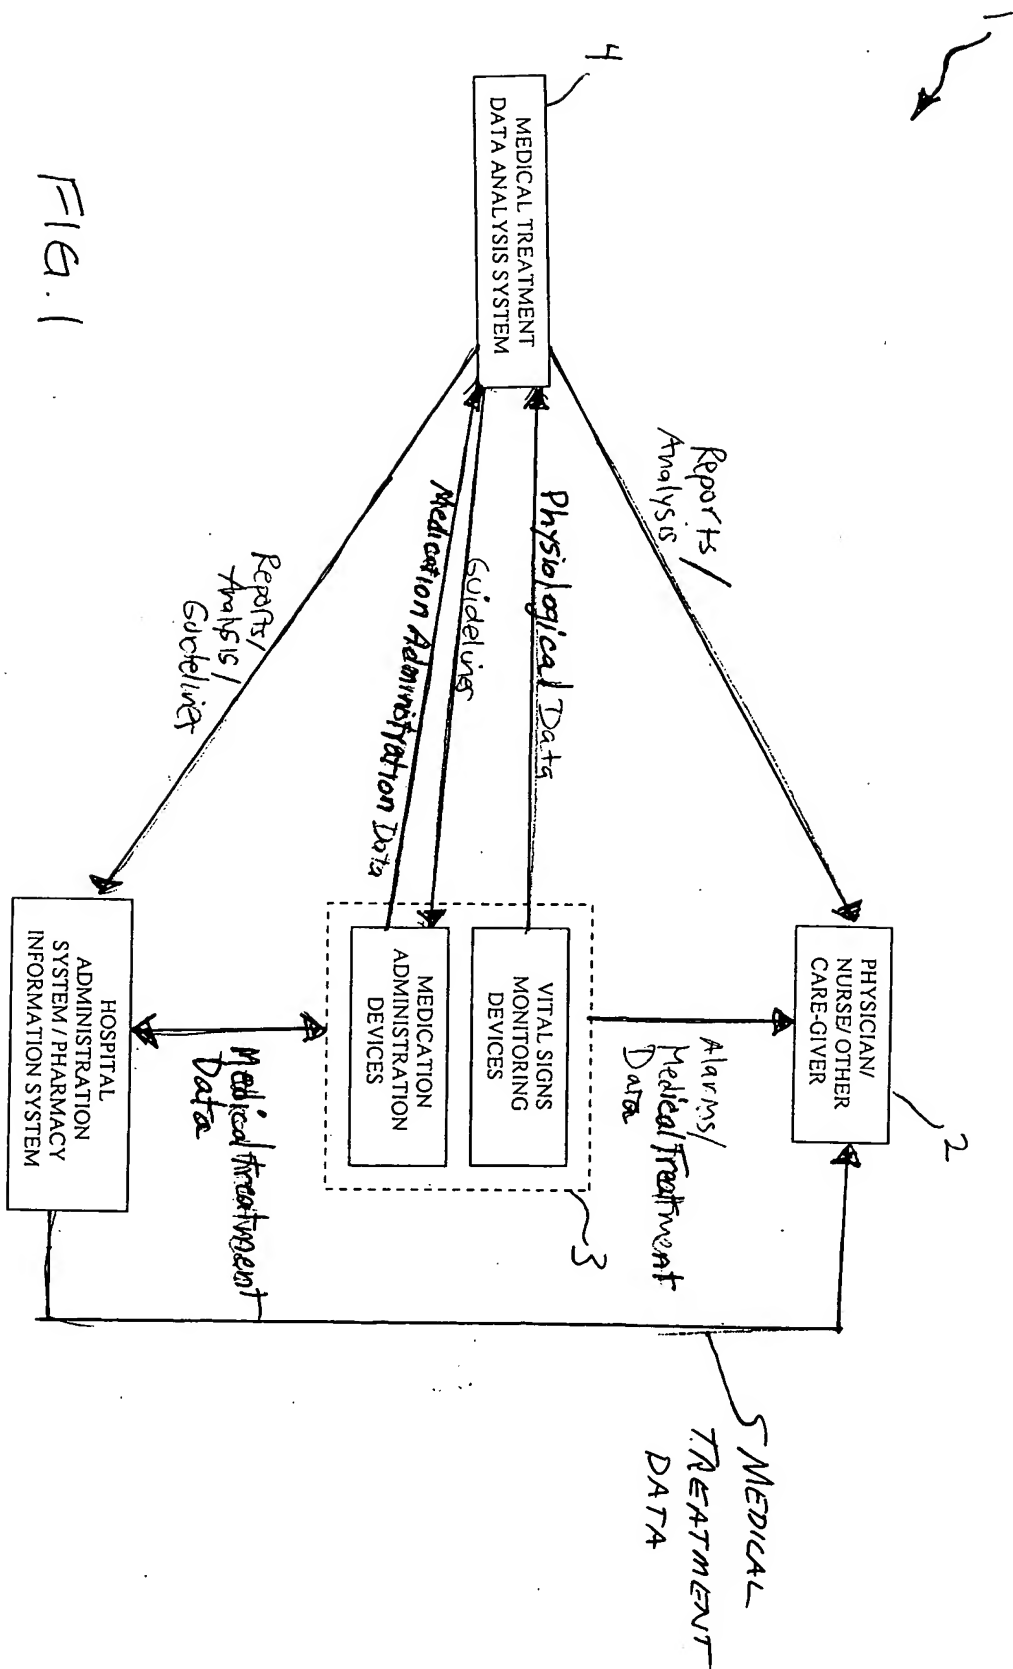 1
4
MEDICAL TREATMENT
DATA ANALYSIS SYSTEM
Reports/
Analysis
Physiological Data
Guidelines
Medication Administration Data
Reports/
Analysis/
Guidelines
PHYSICIAN/
NURSE/OTHER
CARE-GIVER
2
Alarms/
Medical Treatment
Data
VITAL SIGNS
MONITORING
DEVICES
MEDICATION
ADMINISTRATION
DEVICES
3
Medical treatment
Data
HOSPITAL
ADMINISTRATION
SYSTEM/PHARMACY
INFORMATION SYSTEM
5 MEDICAL
TREATMENT
DATA
FIG. 1